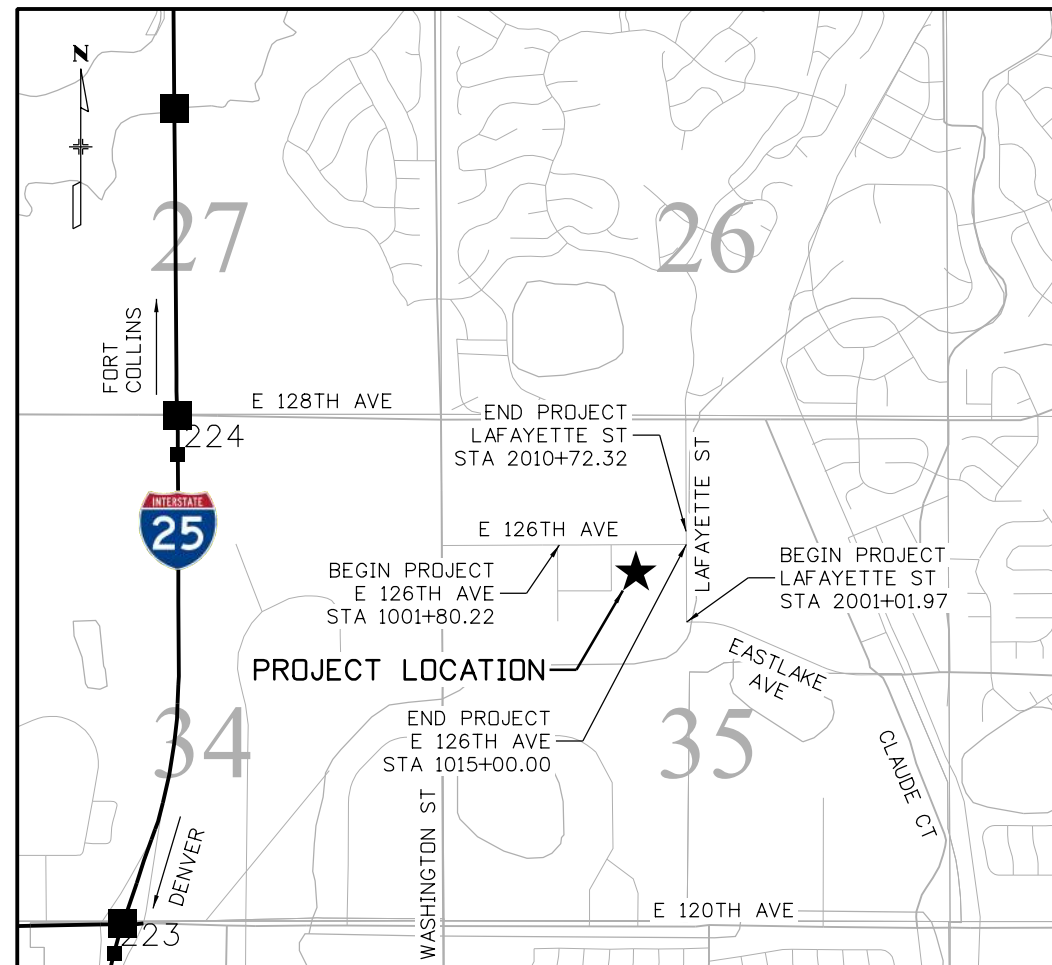 N
27
26
FORT
COLLINS
E 128TH AVE
224
END PROJECT
LAFAYETTE ST
STA 2010+72.32
LAFAYETTE ST
INTERSTATE
25
E 126TH AVE
BEGIN PROJECT
E 126TH AVE
STA 1001+80.22
BEGIN PROJECT
LAFAYETTE ST
STA 2001+01.97
PROJECT LOCATION
EASTLAKE
AVE
34
END PROJECT
E 126TH AVE
STA 1015+00.00
35
CLAUDE CT
WASHINGTON ST
DENVER
E 120TH AVE
223